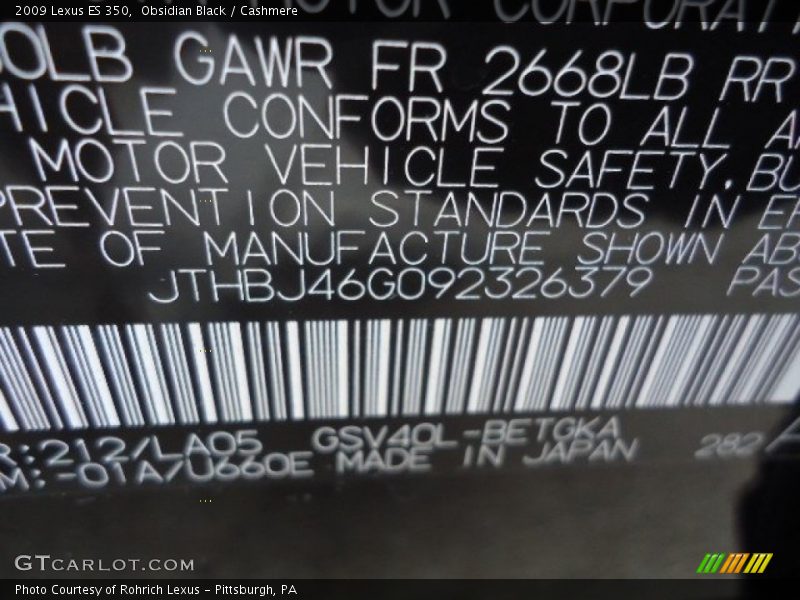 2009 Lexus ES 350, Obsidian Black / Cashmere
CORPORATI
0LB GAWR FR 2668LB RR
HICLE CONFORMS TO ALL A
MOTOR VEHICLE SAFETY, BU
PREVENTION STANDARDS IN EF
TE OF MANUFACTURE SHOWN AB
JTHBJ46G092326379 PAS
R:212/LA05 GSV40L-BETGKA
M:-01A/U660E MADE IN JAPAN 282
GTCARLOT.COM
Photo Courtesy of Rohrich Lexus - Pittsburgh, PA